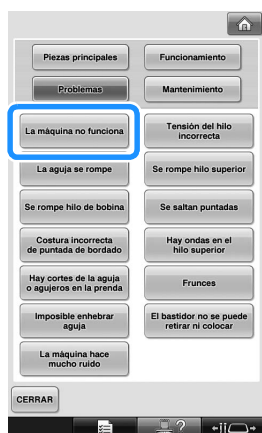 Piezas principales
Funcionamiento
Problemas
Mantenimiento
La máquina no funciona
Tensión del hilo
incorrecta
La aguja se rompe
Se rompe hilo superior
Se rompe hilo de bobina
Se saltan puntadas
Costura incorrecta
de puntada de bordado
Hay ondas en el
hilo superior
Hay cortes de la aguja
o agujeros en la prenda
Frunces
Imposible enhebrar
aguja
El bastidor no se puede
retirar ni colocar
La máquina hace
mucho ruido
CERRAR
?